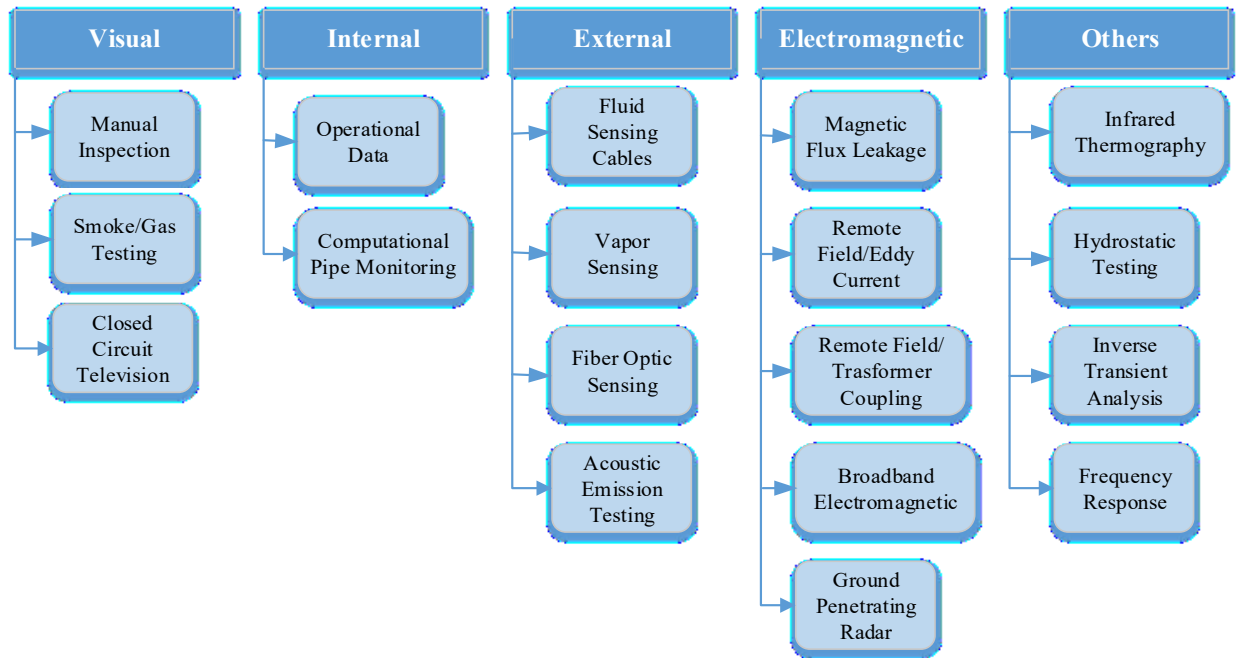 Visual
Manual
Inspection
Smoke/Gas
Testing
Closed
Circuit
Television
Internal
Operational
Data
Computational
Pipe Monitoring
External
Fluid
Sensing
Cables
Vapor
Sensing
Fiber Optic
Sensing
Acoustic
Emission
Testing
Electromagnetic
Magnetic
Flux Leakage
Remote
Field/Eddy
Current
Remote Field/
Trasformer
Coupling
Broadband
Electromagnetic
Ground
Penetrating
Radar
Others
Infrared
Thermography
Hydrostatic
Testing
Inverse
Transient
Analysis
Frequency
Response